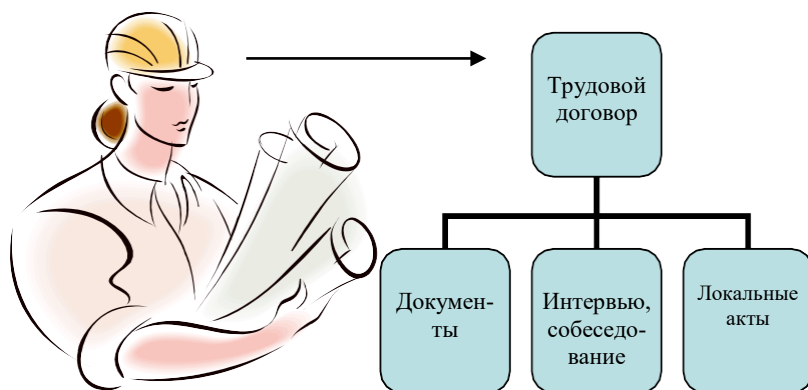 Трудовой
договор
Докумен-
ты
Интервью,
собеседо-
вание
Локальные
акты